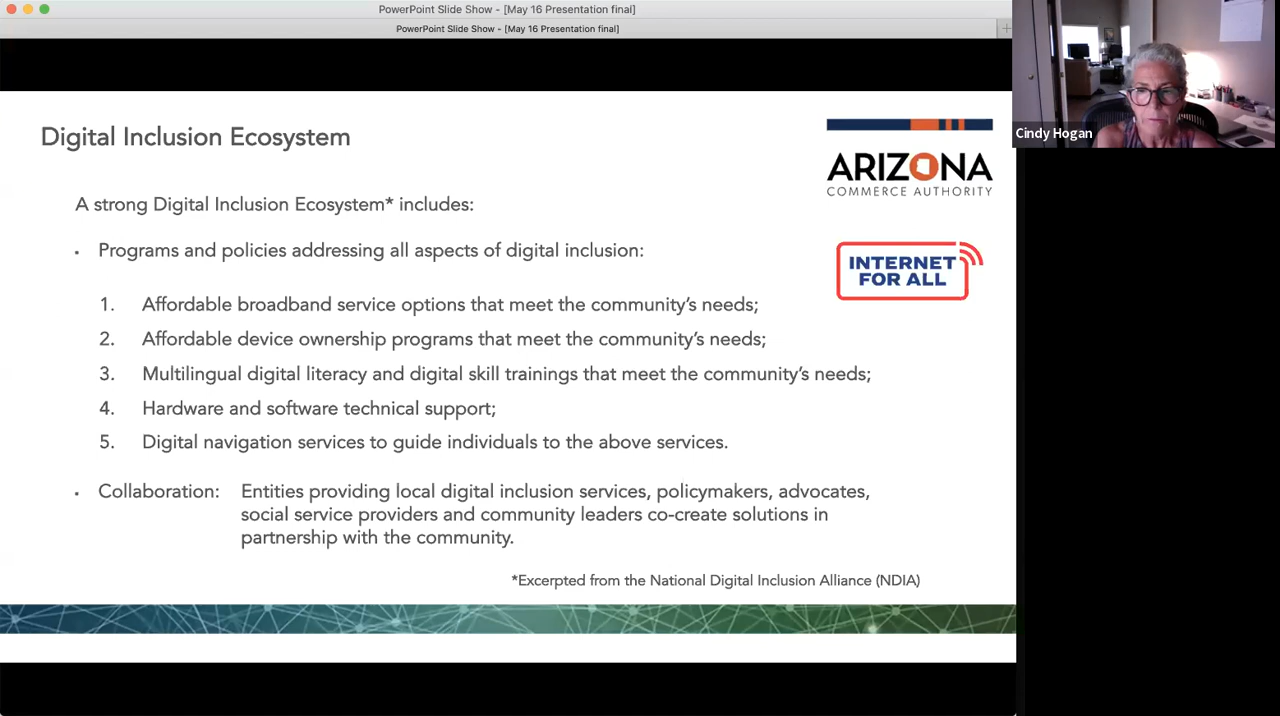 PowerPoint Slide Show - [May 16 Presentation final]
PowerPoint Slide Show - [May 16 Presentation final]
Cindy Hogan
Digital Inclusion Ecosystem
ARIZONA
COMMERCE AUTHORITY
A strong Digital Inclusion Ecosystem* includes:
▪ Programs and policies addressing all aspects of digital inclusion:
INTERNET
FOR ALL
1. Affordable broadband service options that meet the community’s needs;
2. Affordable device ownership programs that meet the community’s needs;
3. Multilingual digital literacy and digital skill trainings that meet the community’s needs;
4. Hardware and software technical support;
5. Digital navigation services to guide individuals to the above services.
▪ Collaboration: Entities providing local digital inclusion services, policymakers, advocates,
social service providers and community leaders co-create solutions in
partnership with the community.
*Excerpted from the National Digital Inclusion Alliance (NDIA)